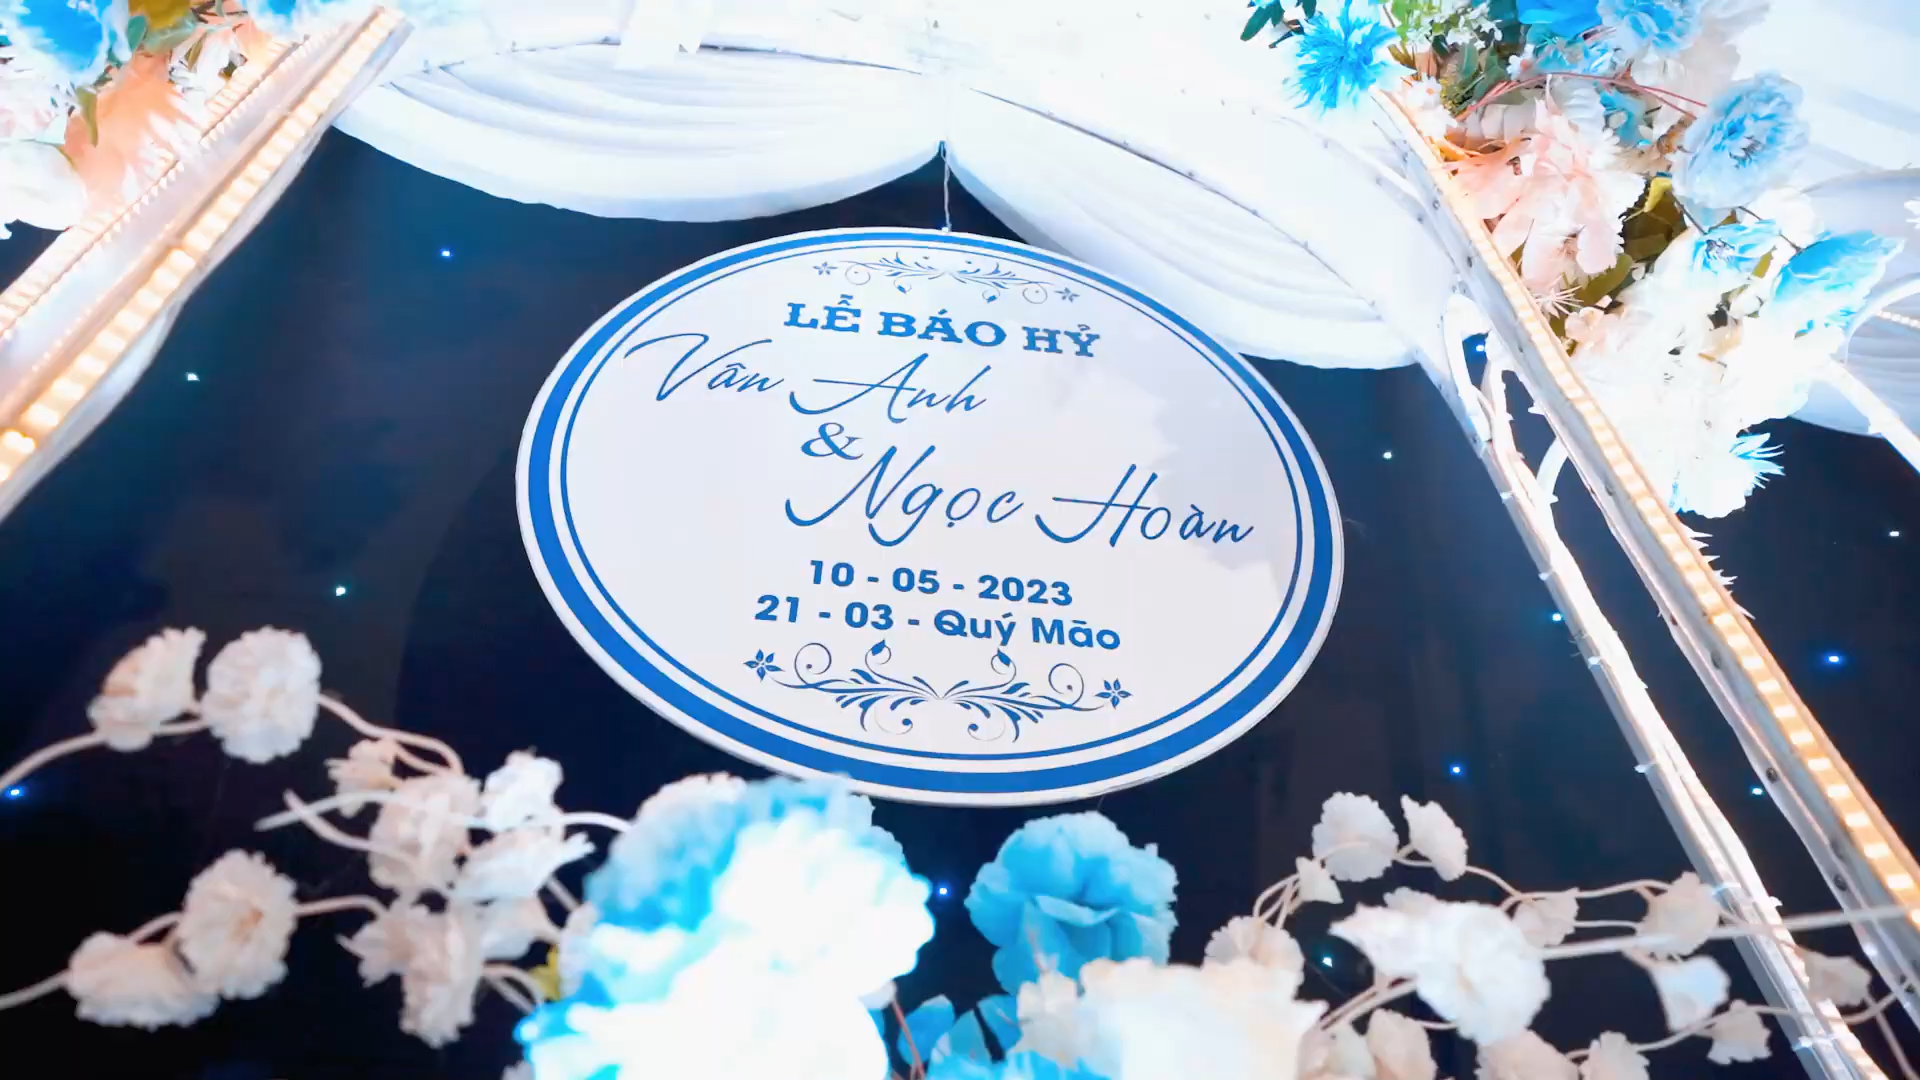 LỄ BÁO HỶ
Vân Anh
&
Ngọc Hoàn
10 - 05 - 2023
21 - 03 - Quý Mão